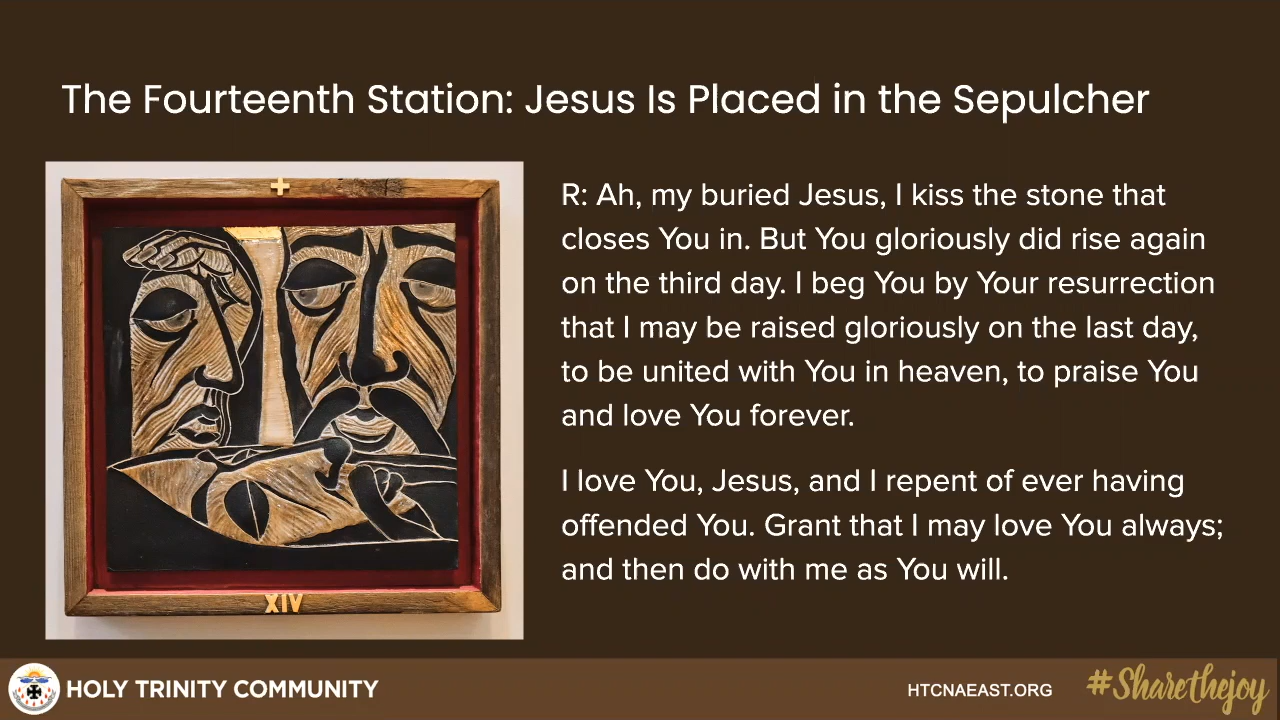 The Fourteenth Station: Jesus Is Placed in the Sepulcher
XIV
R: Ah, my buried Jesus, I kiss the stone that
closes You in. But You gloriously did rise again
on the third day. I beg You by Your resurrection
that I may be raised gloriously on the last day,
to be united with You in heaven, to praise You
and love You forever.
I love You, Jesus, and I repent of ever having
offended You. Grant that I may love You always;
and then do with me as You will.
HOLY TRINITY COMMUNITY
HTCNAEAST.ORG
#Sharethejoy